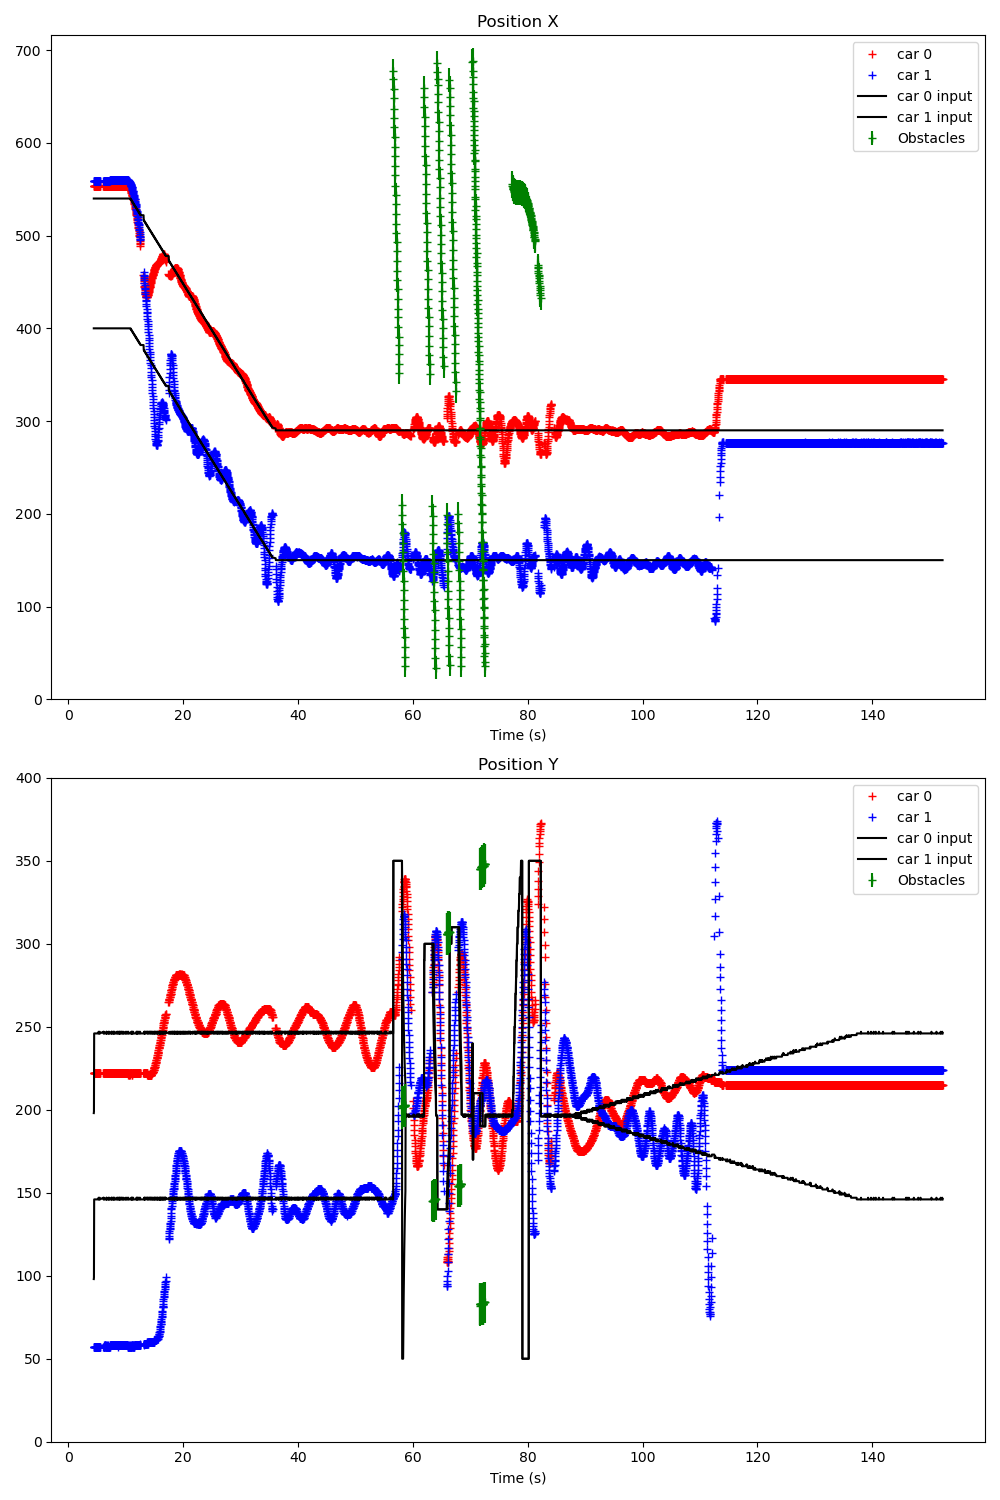 Position X
700
600
500
400
300
200
100
0
car 0
car 1
car 0 input
car 1 input
Obstacles
0 20 40 60 80 100 120 140
Time (s)
Position Y
400
350
300
250
200
150
100
50
0
car 0
car 1
car 0 input
car 1 input
Obstacles
0 20 40 60 80 100 120 140
Time (s)